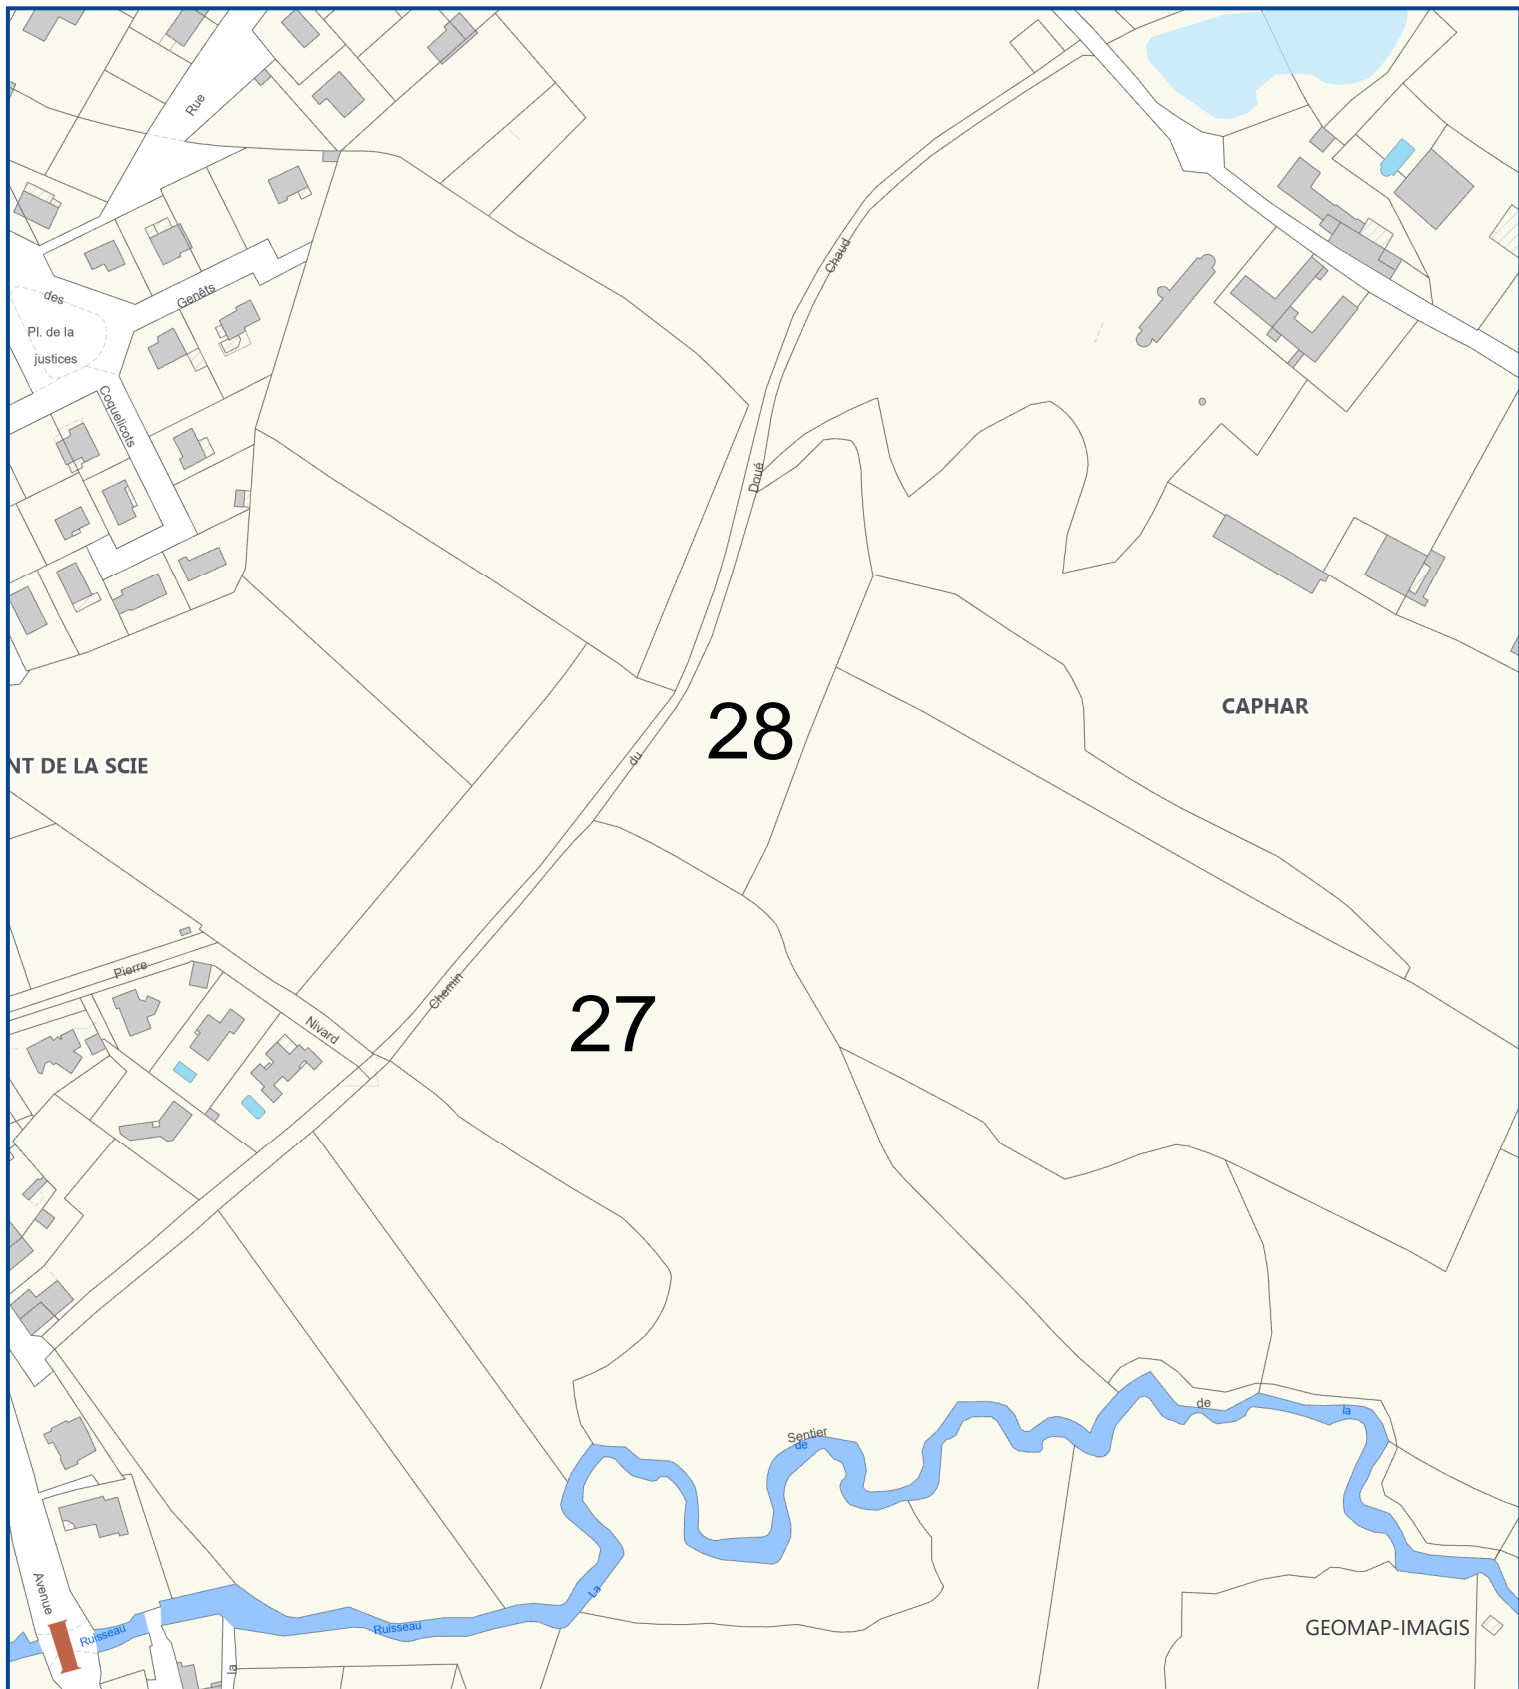 Rue
Chaud
des
Genêts
Pl. de la
justices
Coquelicots
Doué
CAPHAR
28
du
NT DE LA SCIE
Pierre
Chemin
27
Nivard
de
la
Sentier
de
Avenue
La
Ruisseau
Ruisseau
GEOMAP-IMAGIS
la